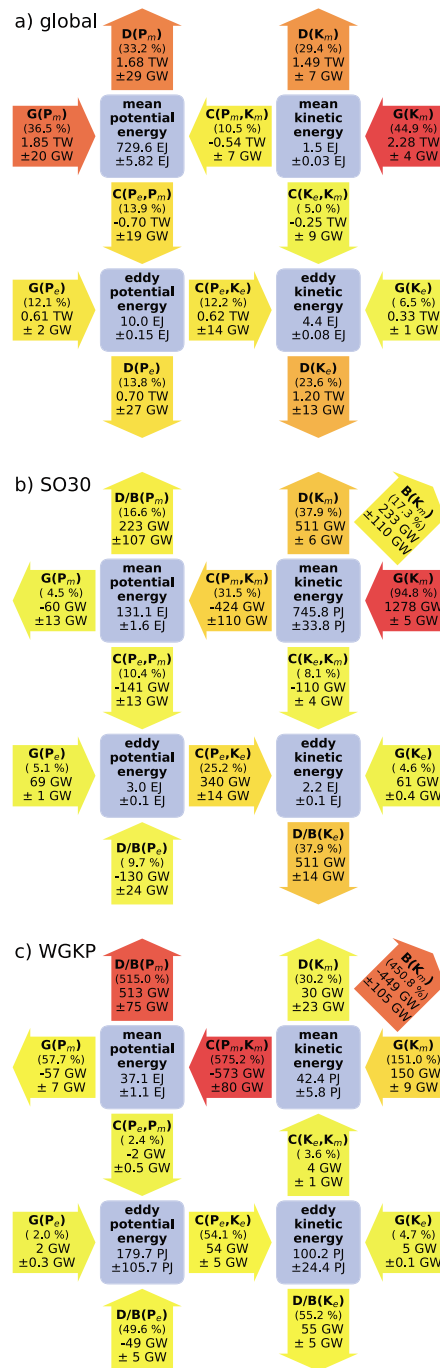 a) global
D(Pm)
(33.2 %)
1.68 TW
±29 GW
D(Km)
(29.4 %)
1.49 TW
± 7 GW
G(Pm)
(36.5 %)
1.85 TW
±20 GW
mean
potential
energy
729.6 EJ
±5.82 EJ
C(Pm,Km)
(10.5 %)
-0.54 TW
± 7 GW
mean
kinetic
energy
1.5 EJ
±0.03 EJ
G(Km)
(44.9 %)
2.28 TW
± 4 GW
C(Pe,Pm)
(13.9 %)
-0.70 TW
±19 GW
C(Ke,Km)
( 5.0 %)
-0.25 TW
± 9 GW
G(Pe)
(12.1 %)
0.61 TW
± 2 GW
eddy
potential
energy
10.0 EJ
±0.15 EJ
C(Pe,Ke)
(12.2 %)
0.62 TW
±14 GW
eddy
kinetic
energy
4.4 EJ
±0.08 EJ
G(Ke)
( 6.5 %)
0.33 TW
± 1 GW
D(Pe)
(13.8 %)
0.70 TW
±27 GW
D(Ke)
(23.6 %)
1.20 TW
±13 GW
b) SO30
D/B(Pm)
(16.6 %)
223 GW
±107 GW
D(Km)
(37.9 %)
511 GW
± 6 GW
B(Km)
(17.3 %)
233 GW
±110 GW
G(Pm)
( 4.5 %)
-60 GW
±13 GW
mean
potential
energy
131.1 EJ
±1.6 EJ
C(Pm,Km)
(31.5 %)
-424 GW
±110 GW
mean
kinetic
energy
745.8 PJ
±33.8 PJ
G(Km)
(94.8 %)
1278 GW
± 5 GW
C(Pe,Pm)
(10.4 %)
-141 GW
±13 GW
C(Ke,Km)
( 8.1 %)
-110 GW
± 4 GW
G(Pe)
( 5.1 %)
69 GW
± 1 GW
eddy
potential
energy
3.0 EJ
±0.1 EJ
C(Pe,Ke)
(25.2 %)
340 GW
±14 GW
eddy
kinetic
energy
2.2 EJ
±0.1 EJ
G(Ke)
( 4.6 %)
61 GW
±0.4 GW
D/B(Pe)
( 9.7 %)
-130 GW
±24 GW
D/B(Ke)
(37.9 %)
511 GW
±14 GW
c) WGKP
D/B(Pm)
(515.0 %)
513 GW
±75 GW
D(Km)
(30.2 %)
30 GW
±23 GW
B(Km)
(450.8 %)
-449 GW
±105 GW
G(Pm)
(57.7 %)
-57 GW
± 7 GW
mean
potential
energy
37.1 EJ
±1.1 EJ
C(Pm,Km)
(575.2 %)
-573 GW
±80 GW
mean
kinetic
energy
42.4 PJ
±5.8 PJ
G(Km)
(151.0 %)
150 GW
± 9 GW
C(Pe,Pm)
( 2.4 %)
-2 GW
±0.5 GW
C(Ke,Km)
( 3.6 %)
4 GW
± 1 GW
G(Pe)
( 2.0 %)
2 GW
±0.3 GW
eddy
potential
energy
179.7 PJ
±105.7 PJ
C(Pe,Ke)
(54.1 %)
54 GW
± 5 GW
eddy
kinetic
energy
100.2 PJ
±24.4 PJ
G(Ke)
( 4.7 %)
5 GW
±0.1 GW
D/B(Pe)
(49.6 %)
-49 GW
± 5 GW
D/B(Ke)
(55.2 %)
55 GW
± 5 GW